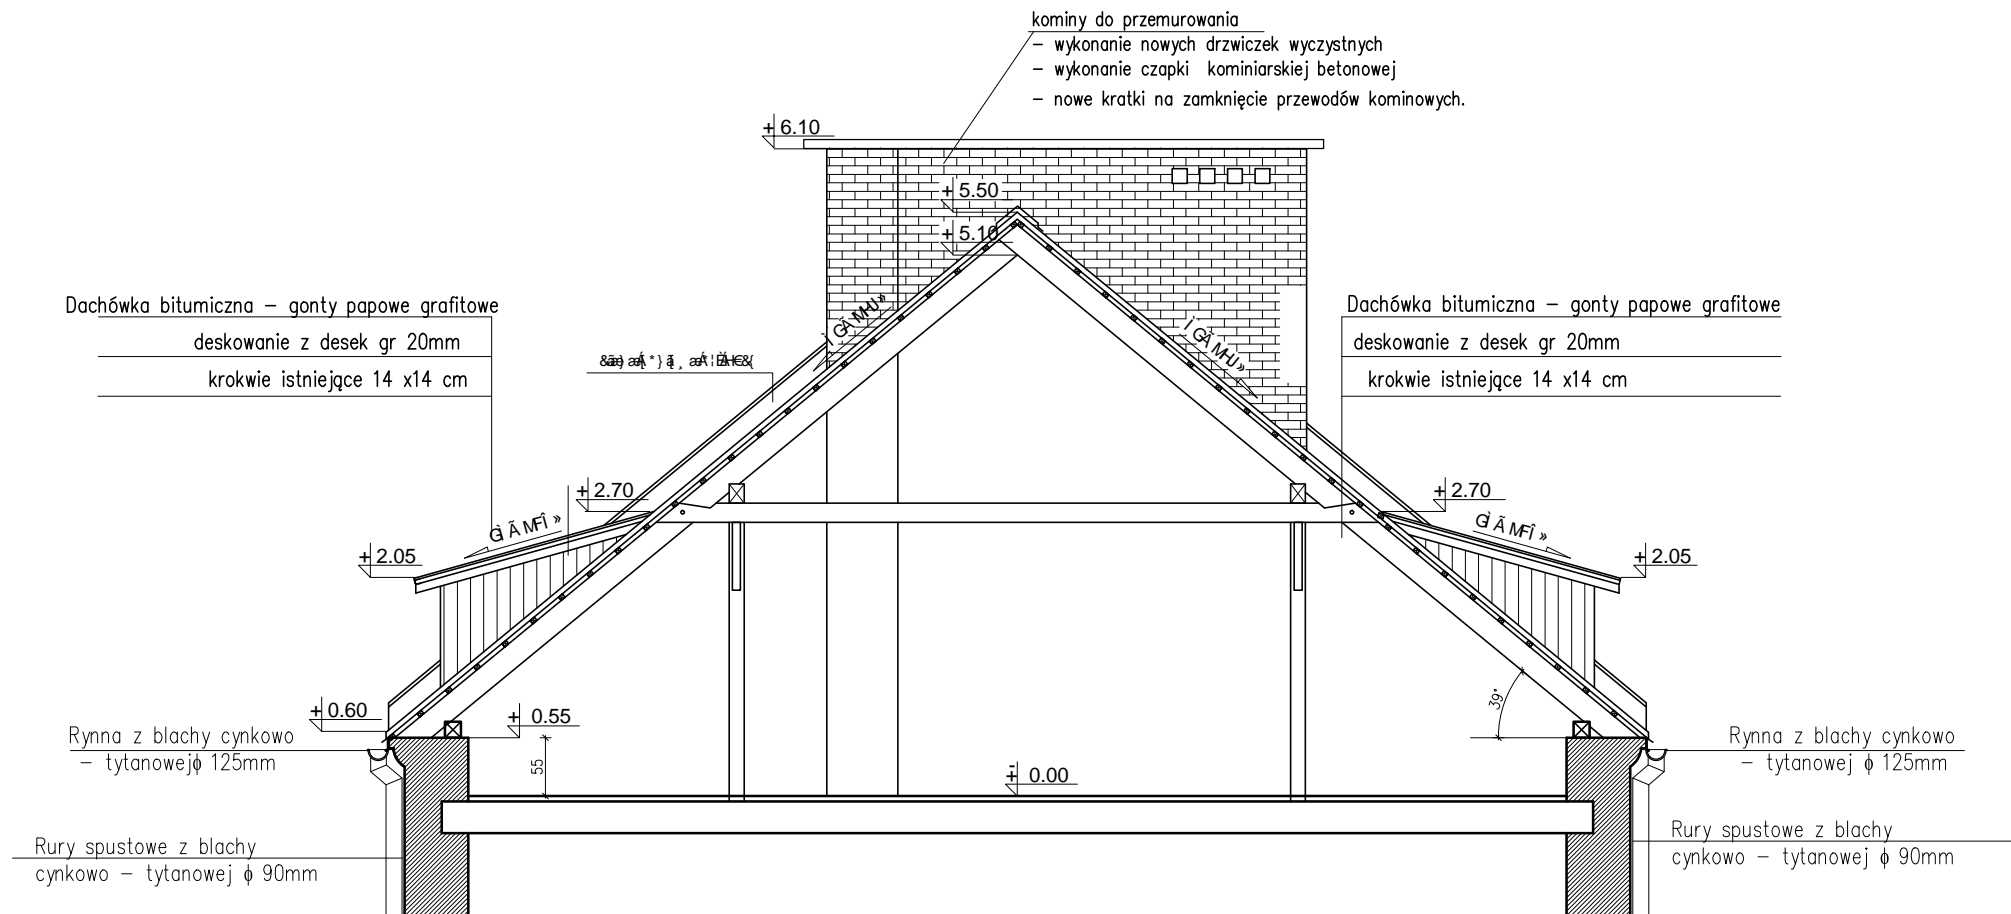 kominy do przemurowania
– wykonanie nowych drzwiczek wyczystnych
– wykonanie czapki kominiarskiej betonowej
– nowe kratki na zamknięcie przewodów kominowych.
+ 6.10
+ 5.50
+ 5.10
Dachówka bitumiczna – gonty papowe grafitowe
deskowanie z desek gr 20mm
krokwie istniejące 14 x14 cm
Dachówka bitumiczna – gonty papowe grafitowe
deskowanie z desek gr 20mm
krokwie istniejące 14 x14 cm
+ 2.70
+ 2.70
+ 2.05
+ 2.05
39°
+ 0.60
+ 0.55
Rynna z blachy cynkowo
– tytanowejϕ 125mm
Rynna z blachy cynkowo
– tytanowej ϕ 125mm
55
± 0.00
Rury spustowe z blachy
cynkowo – tytanowej ϕ 90mm
Rury spustowe z blachy
cynkowo – tytanowej ϕ 90mm